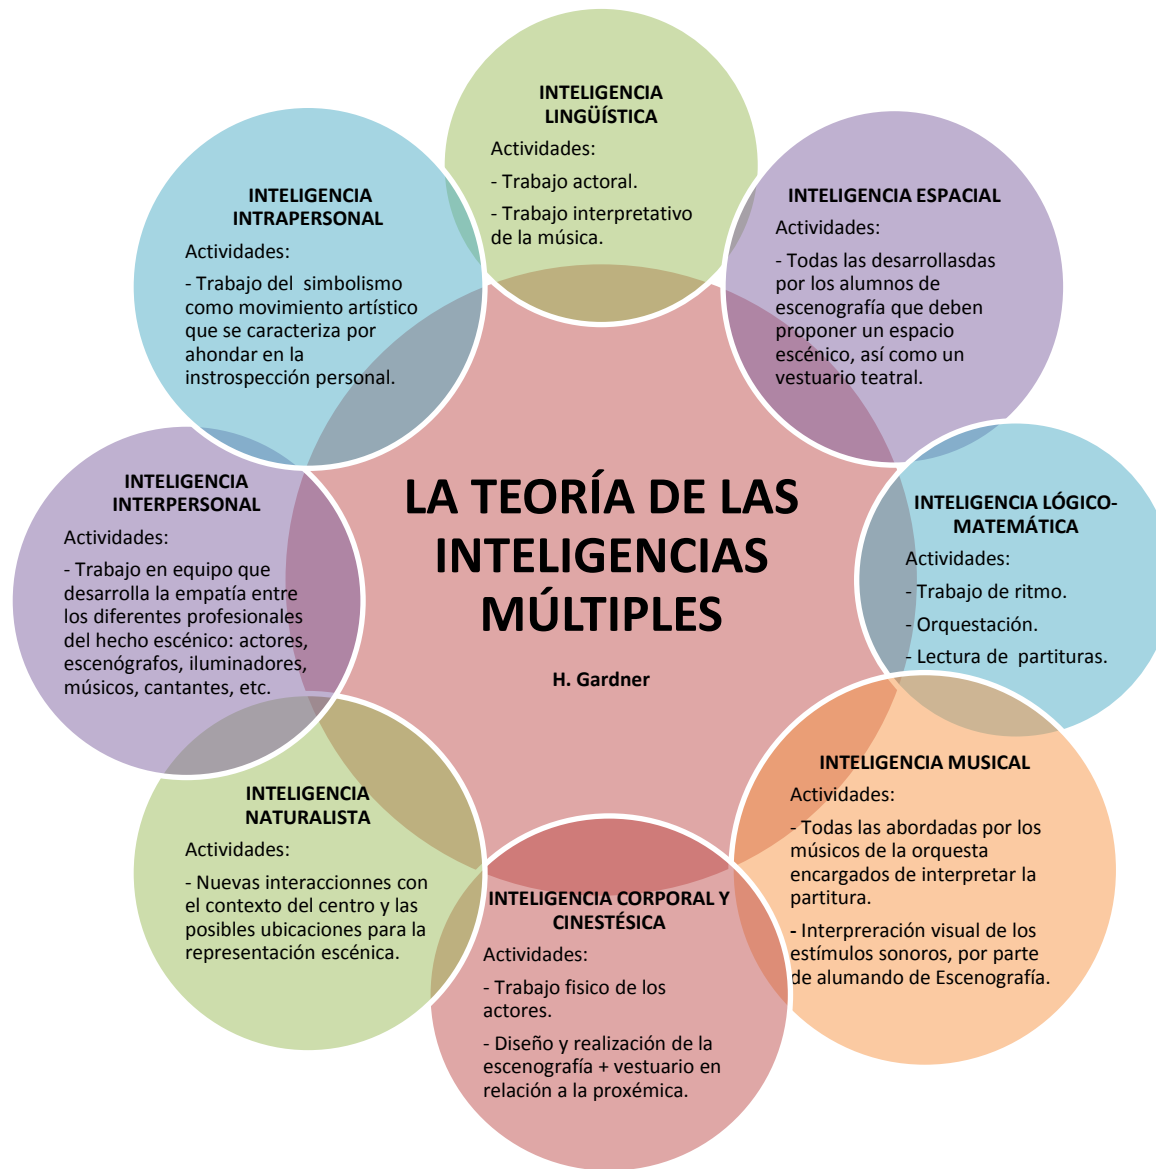 INTELIGENCIA
LINGÜÍSTICA
Actividades:
- Trabajo actoral.
- Trabajo interpretativo
de la música.
INTELIGENCIA ESPACIAL
Actividades:
- Todas las desarrollasdas
por los alumnos de
escenografía que deben
proponer un espacio
escénico, así como un
vestuario teatral.
INTELIGENCIA LÓGICO-
MATEMÁTICA
Actividades:
- Trabajo de ritmo.
- Orquestación.
- Lectura de partituras.
INTELIGENCIA MUSICAL
Actividades:
- Todas las abordadas por los
músicos de la orquesta
encargados de interpretar la
partitura.
- Interpreración visual de los
estímulos sonoros, por parte
de alumando de Escenografía.
INTELIGENCIA CORPORAL Y
CINESTÉSICA
Actividades:
- Trabajo fisico de los
actores.
- Diseño y realización de la
escenografía + vestuario en
relación a la proxémica.
INTELIGENCIA
NATURALISTA
Actividades:
- Nuevas interaccionnes con
el contexto del centro y las
posibles ubicaciones para la
representación escénica.
INTELIGENCIA
INTERPERSONAL
Actividades:
- Trabajo en equipo que
desarrolla la empatía entre
los diferentes profesionales
del hecho escénico: actores,
escenógrafos, iluminadores,
músicos, cantantes, etc.
INTELIGENCIA
INTRAPERSONAL
Actividades:
- Trabajo del simbolismo
como movimiento artístico
que se caracteriza por
ahondar en la
instrospección personal.
LA TEORÍA DE LAS
INTELIGENCIAS
MÚLTIPLES
H. Gardner